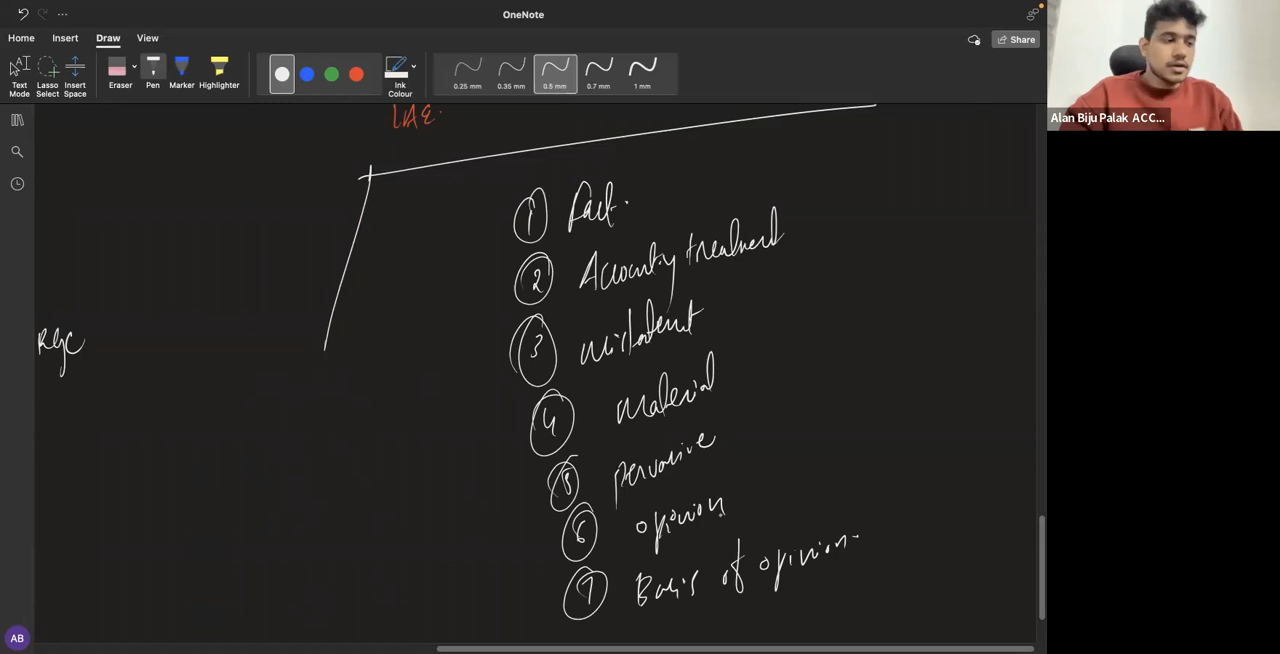 OneNote
Home Insert Draw View
Share
Text Mode
Lasso Select
Insert Space
Eraser
Pen
Marker
Highlighter
Ink Colour
0.25 mm
0.35 mm
0.5 mm
0.7 mm
1 mm
Alan Biju Palak ACC...
1 Fact.
2 Accounty treatment
3 Misstatement
4 Material
5 pervasive
6 opinion
7 Basis of opinion.
AB